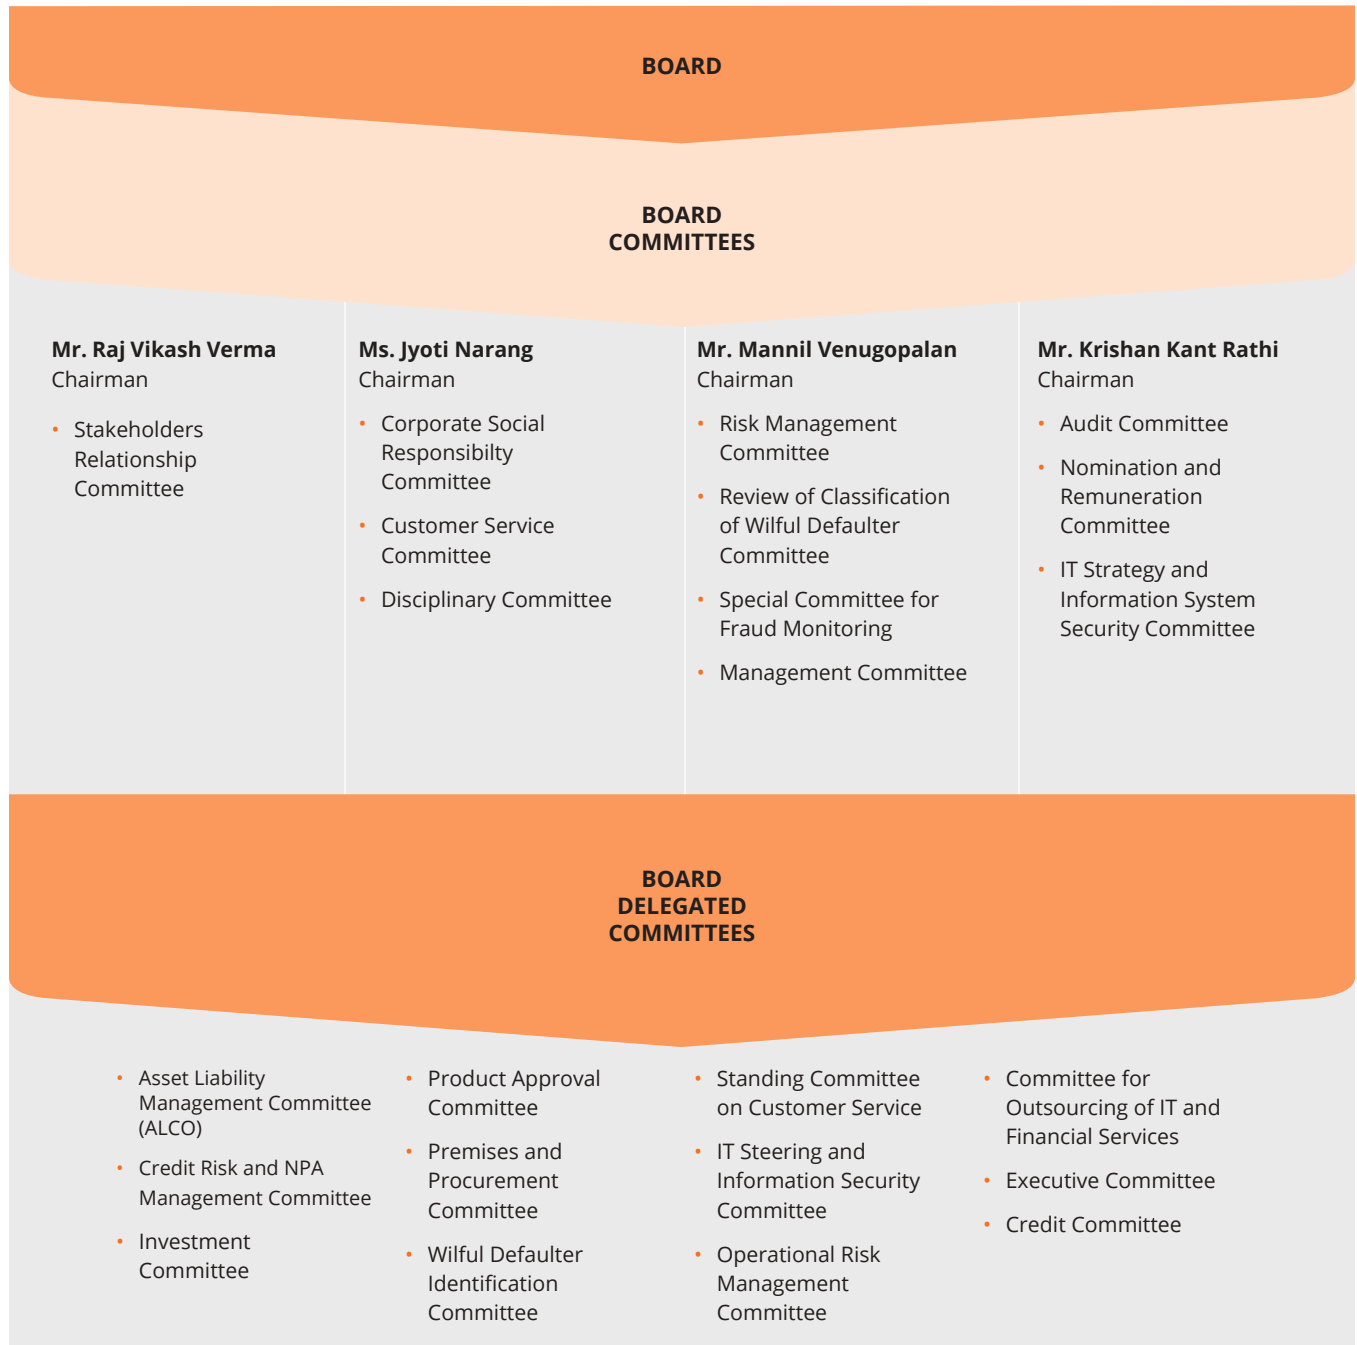 BOARD
BOARD
COMMITTEES
Mr. Raj Vikash Verma
Chairman
• Stakeholders
Relationship
Committee
Ms. Jyoti Narang
Chairman
• Corporate Social
Responsibilty
Committee
• Customer Service
Committee
• Disciplinary Committee
Mr. Mannil Venugopalan
Chairman
• Risk Management
Committee
• Review of Classification
of Wilful Defaulter
Committee
• Special Committee for
Fraud Monitoring
• Management Committee
Mr. Krishan Kant Rathi
Chairman
• Audit Committee
• Nomination and
Remuneration
Committee
• IT Strategy and
Information System
Security Committee
BOARD
DELEGATED
COMMITTEES
• Asset Liability
Management Committee
(ALCO)
• Credit Risk and NPA
Management Committee
• Investment
Committee
• Product Approval
Committee
• Premises and
Procurement
Committee
• Wilful Defaulter
Identification
Committee
• Standing Committee
on Customer Service
• IT Steering and
Information Security
Committee
• Operational Risk
Management
Committee
• Committee for
Outsourcing of IT and
Financial Services
• Executive Committee
• Credit Committee